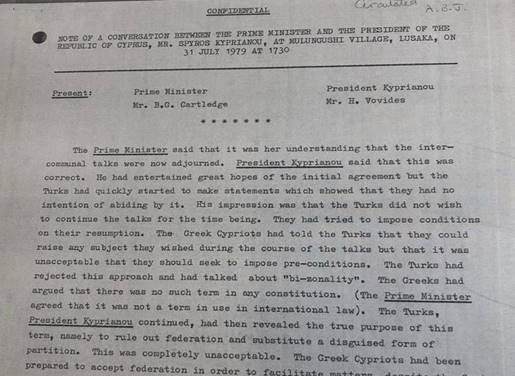 CONFIDENTIAL
Circulated
A.B.J.
NOTE OF A CONVERSATION BETWEEN THE PRIME MINISTER AND THE PRESIDENT OF THE
REPUBLIC OF CYPRUS, MR. SPYROS KYPRIANOU, AT MULUNGUSHI VILLAGE, LUSAKA, ON
31 JULY 1979 AT 1730
Present: Prime Minister President Kyprianou
Mr. B.G. Cartledge Mr. H. Vovides
* * * * * * *
The Prime Minister said that it was her understanding that the inter-
communal talks were now adjourned. President Kyprianou said that this was
correct. He had entertained great hopes of the initial agreement but the
Turks had quickly started to make statements which showed that they had no
intention of abiding by it. His impression was that the Turks did not wish
to continue the talks for the time being. They had tried to impose conditions
on their resumption. The Greek Cypriots had told the Turks that they could
raise any subject they wished during the course of the talks but that it was
unacceptable that they should seek to impose pre-conditions. The Turks had
rejected this approach and had talked about "bi-zonality". The Greeks had
argued that there was no such term in any constitution. (The Prime Minister
agreed that it was not a term in use in international law). The Turks,
President Kyprianou continued, had then revealed the true purpose of this
term, namely to rule out federation and substitute a disguised form of
partition. This was completely unacceptable. The Greek Cypriots had been
prepared to accept federation in order to facilitate matters,